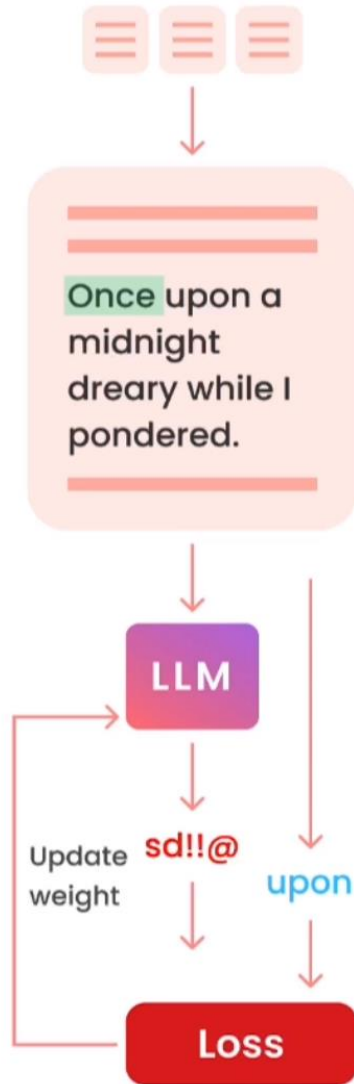 Once upon a
midnight
dreary while I
pondered.
LLM
sd!!@
Update
weight
upon
Loss